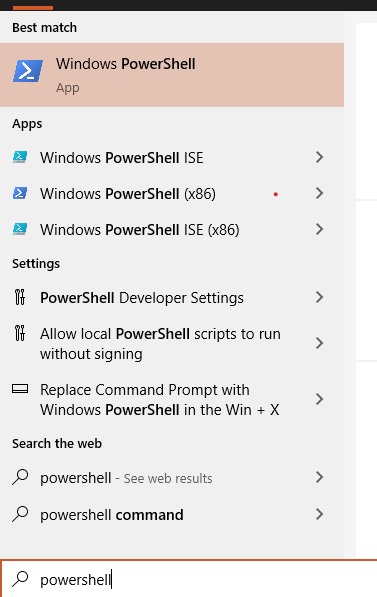 Best match
Windows PowerShell
App
Apps
Windows PowerShell ISE
Windows PowerShell (x86)
Windows PowerShell ISE (x86)
Settings
PowerShell Developer Settings
Allow local PowerShell scripts to run
without signing
Replace Command Prompt with
Windows PowerShell in the Win + X
Search the web
powershell - See web results
powershell command
powershell